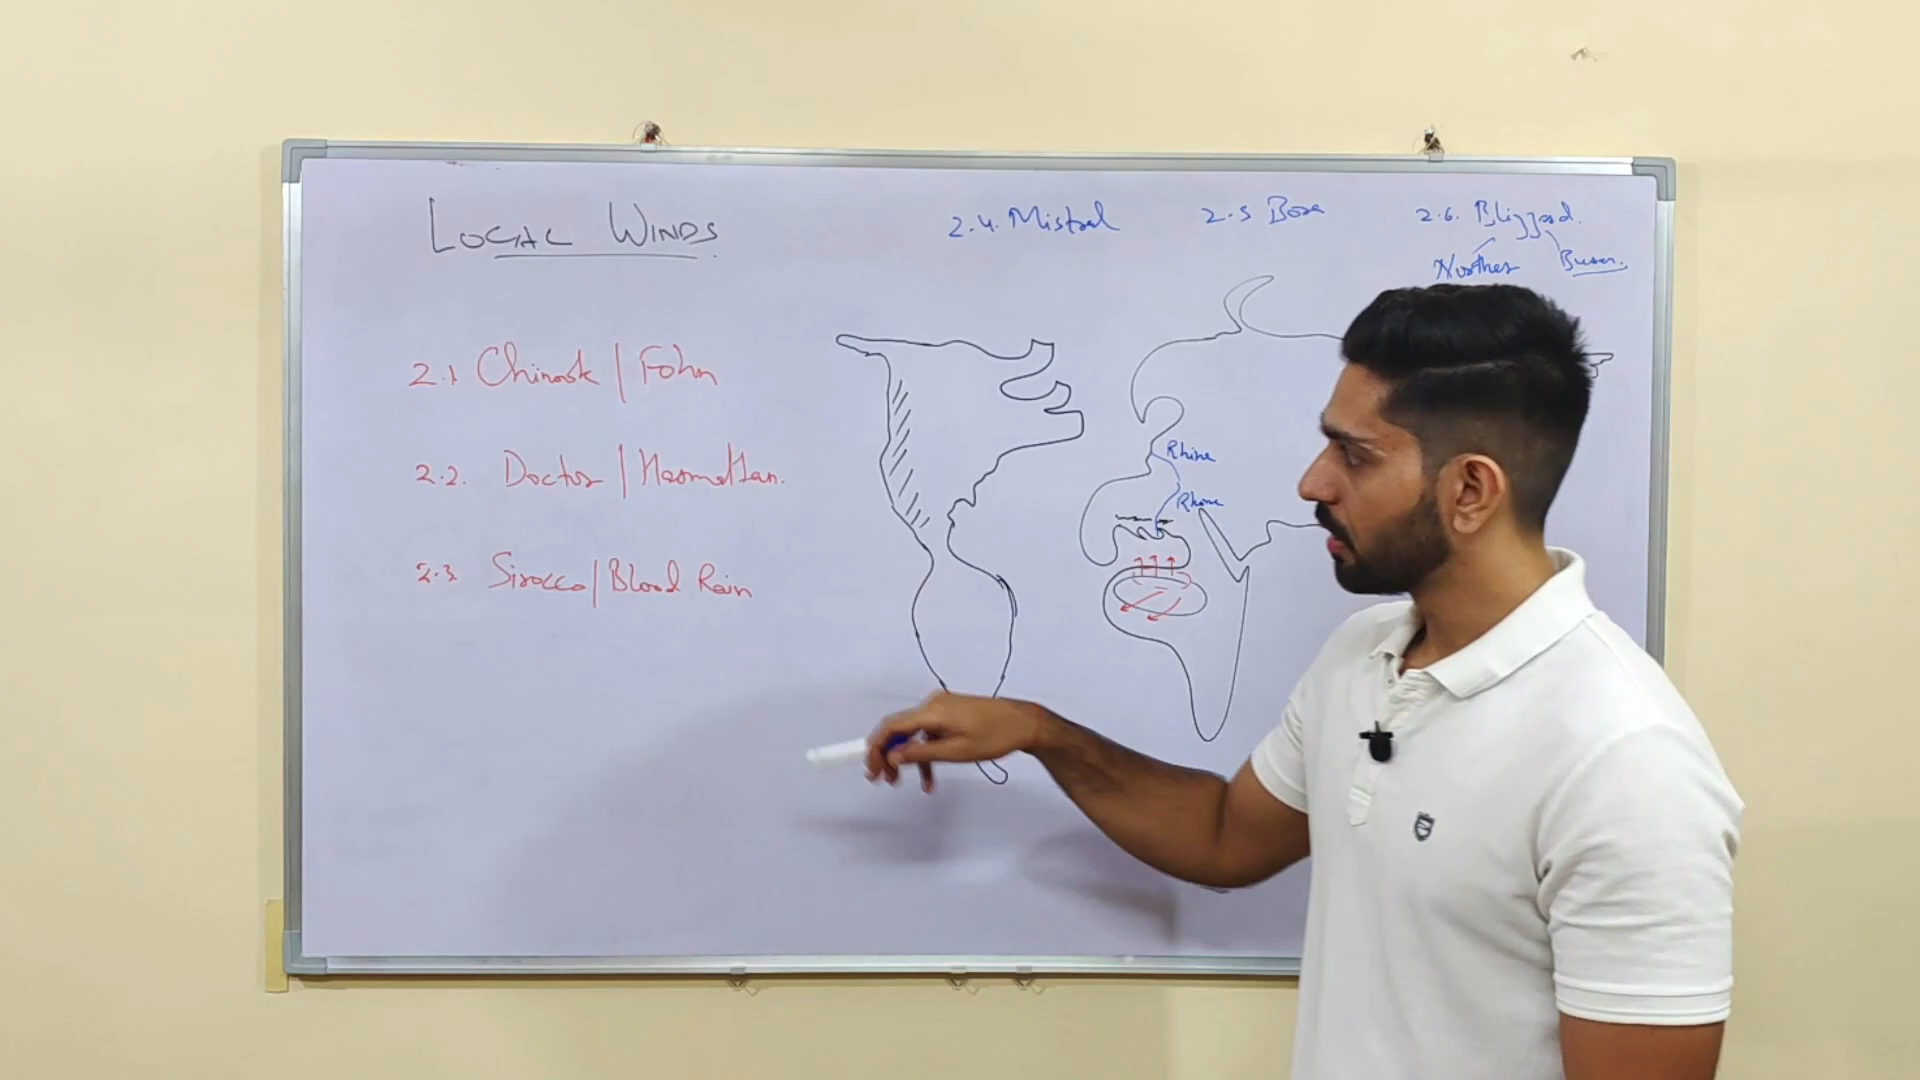 LOCAL WINDS
2.4. Mistral
2.5 Bora
2.6. Blizzard.
Norther
Buran.
2.1 Chinook / Fohn
2.2. Doctor / Harmattan.
2.3. Sirocco / Blood Rain
Rhine
Rhone